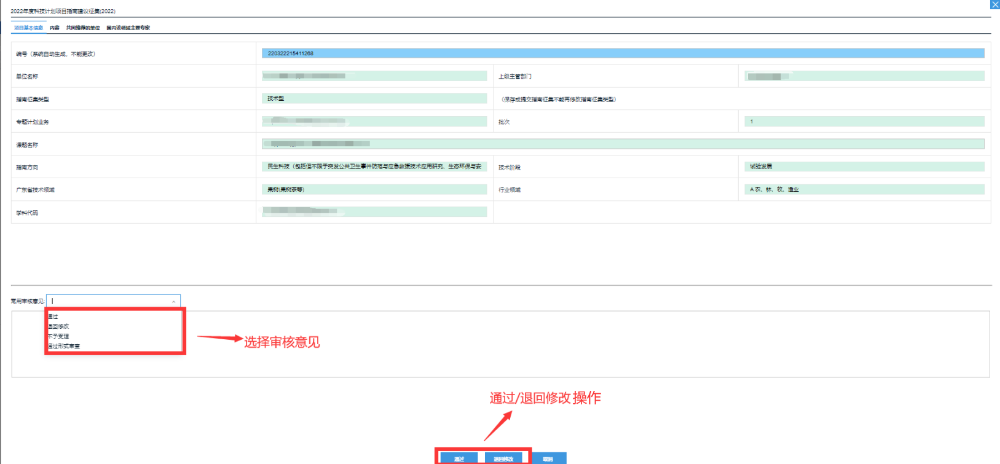 2022年度科技计划项目指南建议征集(2022)
项目基本信息 内容 共同推荐的单位 国内该领域主要专家
编号（系统自动生成，不能更改） 220322215411268
单位名称 上级主管部门
指南征集类型 技术型 （保存或提交指南征集不能再修改指南征集类型）
专题计划业务 批次 1
课题名称
指南方向 民生科技（包括但不限于突发公共卫生事件防范与应急救援技术应用研究、生态环保与安 技术阶段 试验发展
广东省技术领域 果树(果树茶等) 行业领域 A 农、林、牧、渔业
学科代码
常用审核意见:
通过
退回修改
不予受理
通过形式审查
选择审核意见
通过/退回修改操作
通过 退回修改 取消